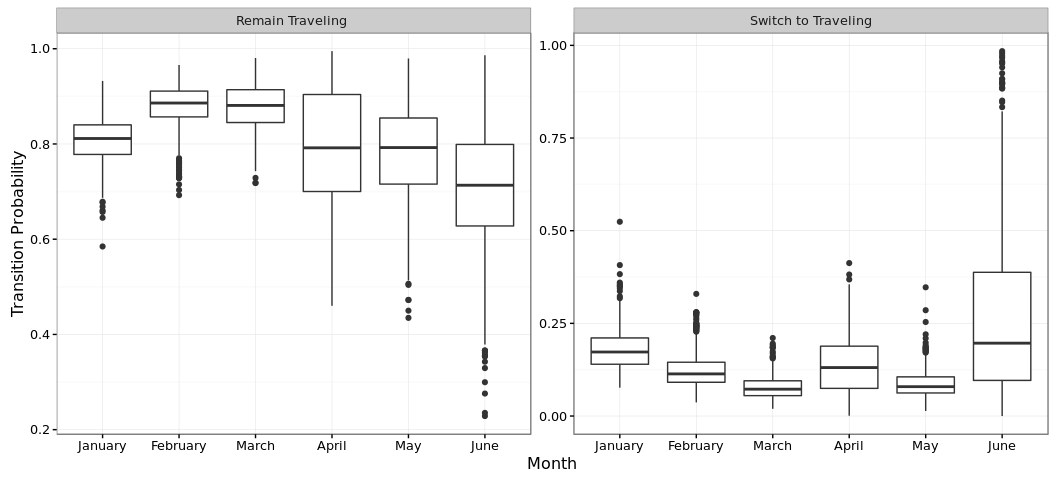 Remain Traveling
Switch to Traveling
Transition Probability
1.0
0.8
0.6
0.4
0.2
1.00
0.75
0.50
0.25
0.00
January February March April May June
January February March April May June
Month